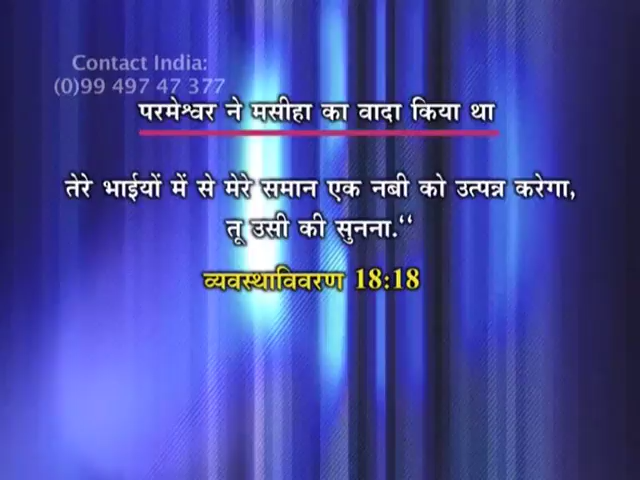 Contact India:
(0)99 497 47 377
परमेश्वर ने मसीहा का वादा किया था
तेरे भाईयों में से मेरे समान एक नबी को उत्पन्न करेगा,
तू उसी की सुनना.“
व्यवस्थाविवरण 18:18